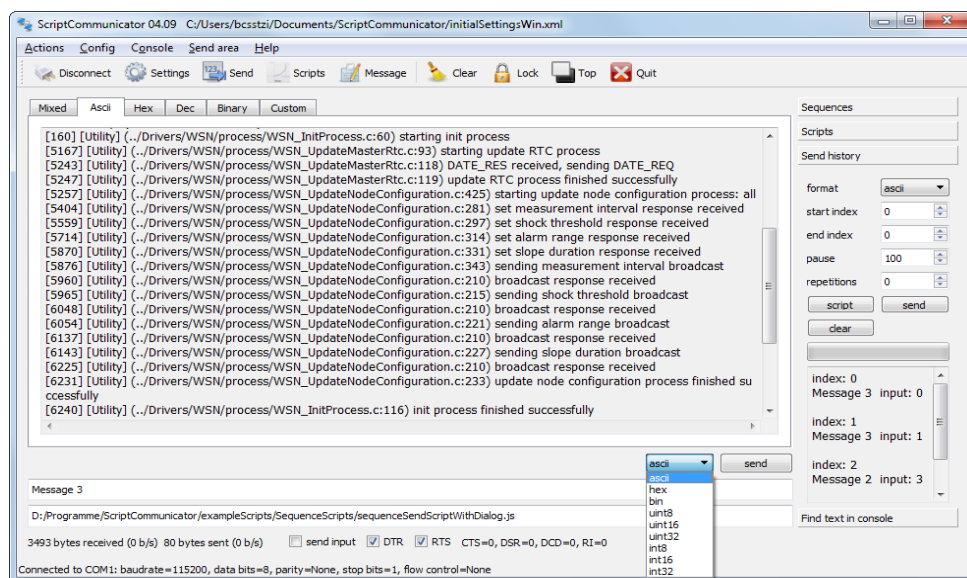 ScriptCommunicator 04.09   C:/Users/bcsstzi/Documents/ScriptCommunicator/initialSettingsWin.xml
Actions Config Console Send area Help
Disconnect Settings Send Scripts Message Clear Lock Top Quit
Mixed Ascii Hex Dec Binary Custom
[160] [Utility] (../Drivers/WSN/process/WSN_InitProcess.c:60) starting init process
[5167] [Utility] (../Drivers/WSN/process/WSN_UpdateMasterRtc.c:93) starting update RTC process
[5243] [Utility] (../Drivers/WSN/process/WSN_UpdateMasterRtc.c:118) DATE_RES received, sending DATE_REQ
[5247] [Utility] (../Drivers/WSN/process/WSN_UpdateMasterRtc.c:119) update RTC process finished successfully
[5257] [Utility] (../Drivers/WSN/process/WSN_UpdateNodeConfiguration.c:425) starting update node configuration process: all
[5404] [Utility] (../Drivers/WSN/process/WSN_UpdateNodeConfiguration.c:281) set measurement interval response received
[5559] [Utility] (../Drivers/WSN/process/WSN_UpdateNodeConfiguration.c:297) set shock threshold response received
[5714] [Utility] (../Drivers/WSN/process/WSN_UpdateNodeConfiguration.c:314) set alarm range response received
[5870] [Utility] (../Drivers/WSN/process/WSN_UpdateNodeConfiguration.c:331) set slope duration response received
[5876] [Utility] (../Drivers/WSN/process/WSN_UpdateNodeConfiguration.c:343) sending measurement interval broadcast
[5960] [Utility] (../Drivers/WSN/process/WSN_UpdateNodeConfiguration.c:210) broadcast response received
[5965] [Utility] (../Drivers/WSN/process/WSN_UpdateNodeConfiguration.c:215) sending shock threshold broadcast
[6048] [Utility] (../Drivers/WSN/process/WSN_UpdateNodeConfiguration.c:210) broadcast response received
[6054] [Utility] (../Drivers/WSN/process/WSN_UpdateNodeConfiguration.c:221) sending alarm range broadcast
[6137] [Utility] (../Drivers/WSN/process/WSN_UpdateNodeConfiguration.c:210) broadcast response received
[6143] [Utility] (../Drivers/WSN/process/WSN_UpdateNodeConfiguration.c:227) sending slope duration broadcast
[6225] [Utility] (../Drivers/WSN/process/WSN_UpdateNodeConfiguration.c:210) broadcast response received
[6231] [Utility] (../Drivers/WSN/process/WSN_UpdateNodeConfiguration.c:233) update node configuration process finished su
ccessfully
[6240] [Utility] (../Drivers/WSN/process/WSN_InitProcess.c:116) init process finished successfully
Sequences
Scripts
Send history
format ascii
start index 0
end index 0
pause 100
repetitions 0
script send
clear
index: 0
Message 3 input: 0
index: 1
Message 3 input: 1
index: 2
Message 2 input: 3
Find text in console
ascii send
ascii
hex
bin
uint8
uint16
uint32
int8
int16
int32
Message 3
D:/Programme/ScriptCommunicator/exampleScripts/SequenceScripts/sequenceSendScriptWithDialog.js
3493 bytes received (0 b/s) 80 bytes sent (0 b/s) send input DTR RTS CTS=0, DSR=0, DCD=0, RI=0
Connected to COM1: baudrate=115200, data bits=8, parity=None, stop bits=1, flow control=None